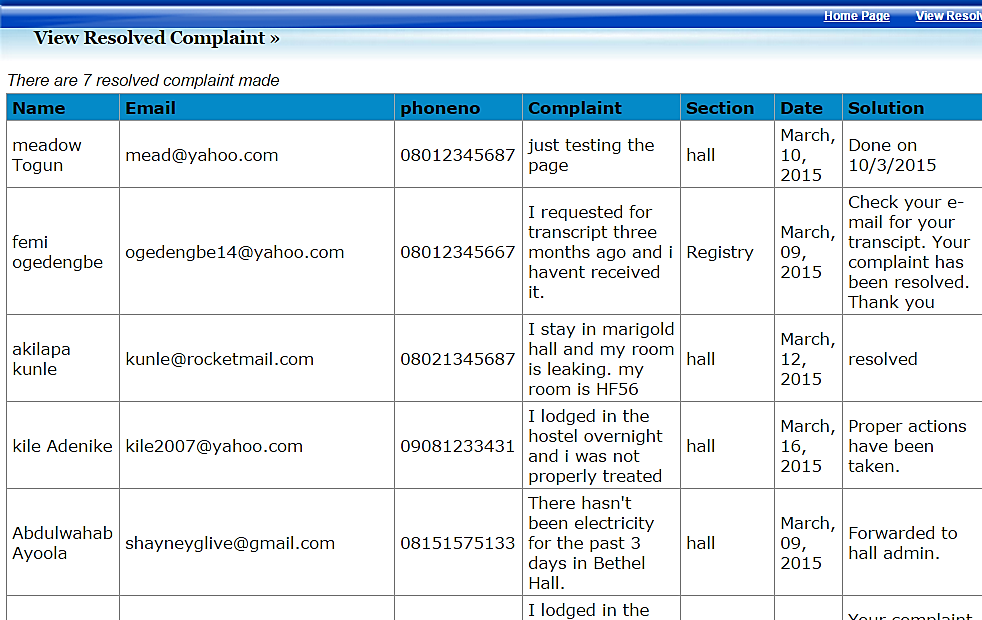 Home Page View Resolv
View Resolved Complaint »
There are 7 resolved complaint made
Name Email phoneno Complaint Section Date Solution
meadow
Togun
mead@yahoo.com
08012345687
just testing the
page
hall
March,
10,
2015
Done on
10/3/2015
femi
ogedengbe
ogedengbe14@yahoo.com
08012345667
I requested for
transcript three
months ago and i
havent received
it.
Registry
March,
09,
2015
Check your e-
mail for your
transcipt. Your
complaint has
been resolved.
Thank you
akilapa
kunle
kunle@rocketmail.com
08021345687
I stay in marigold
hall and my room
is leaking. my
room is HF56
hall
March,
12,
2015
resolved
kile Adenike
kile2007@yahoo.com
09081233431
I lodged in the
hostel overnight
and i was not
properly treated
hall
March,
16,
2015
Proper actions
have been
taken.
Abdulwahab
Ayoola
shayneyglive@gmail.com
08151575133
There hasn't
been electricity
for the past 3
days in Bethel
Hall.
hall
March,
09,
2015
Forwarded to
hall admin.
I lodged in the
Your complaint